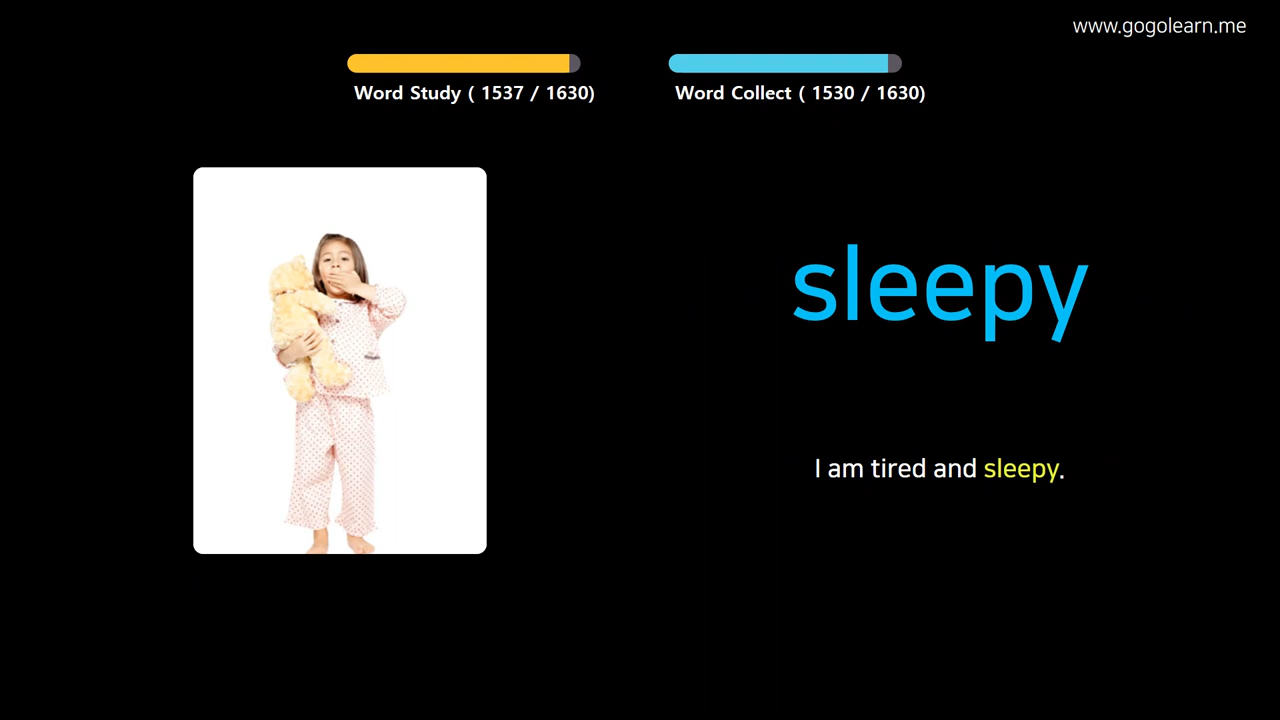 www.gogolearn.me
Word Study ( 1537 / 1630)
Word Collect ( 1530 / 1630)
sleepy
I am tired and sleepy.